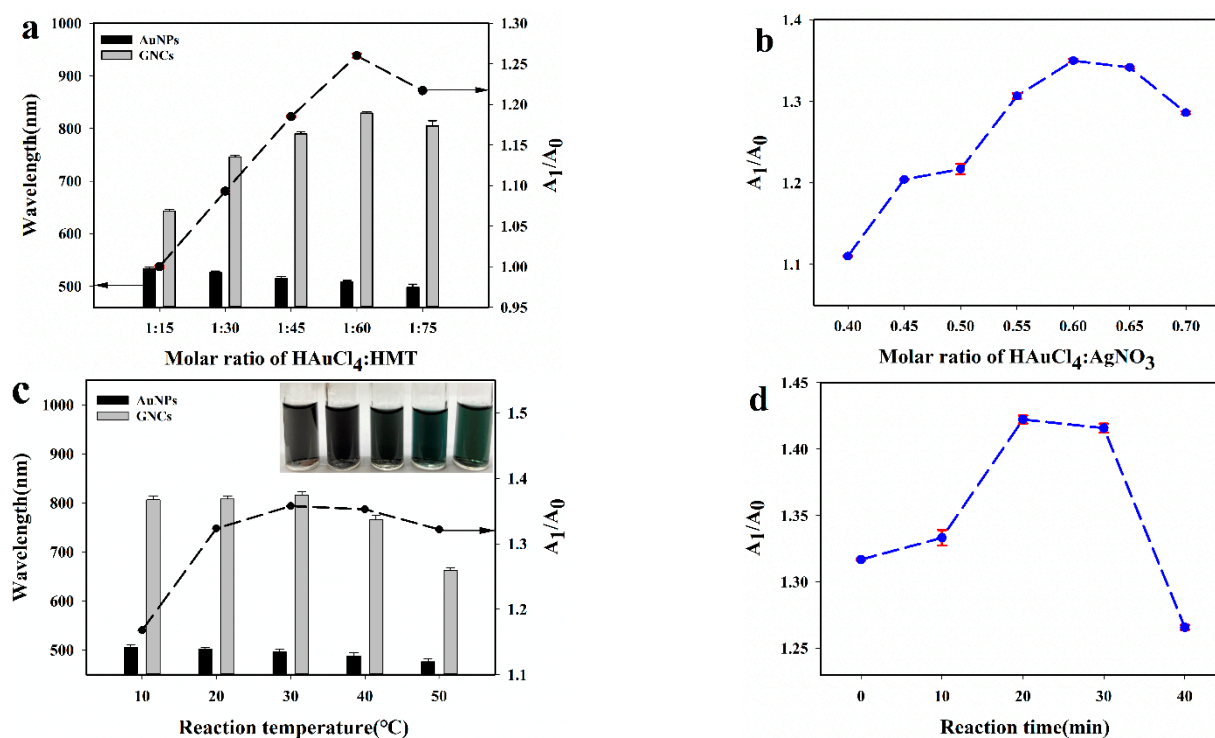 a
AuNPs
GNCs
Wavelength(nm)
1000
900
800
700
600
500
1.30
1.25
1.20
1.15
1.10
1.05
1.00
0.95
A1/A0
1:15 1:30 1:45 1:60 1:75
Molar ratio of HAuCl4:HMT
b
A1/A0
1.4
1.3
1.2
1.1
0.40 0.45 0.50 0.55 0.60 0.65 0.70
Molar ratio of HAuCl4:AgNO3
c
AuNPs
GNCs
Wavelength(nm)
1000
900
800
700
600
500
1.5
1.4
1.3
1.2
1.1
A1/A0
10 20 30 40 50
Reaction temperature(°C)
d
A1/A0
1.45
1.40
1.35
1.30
1.25
0 10 20 30 40
Reaction time(min)